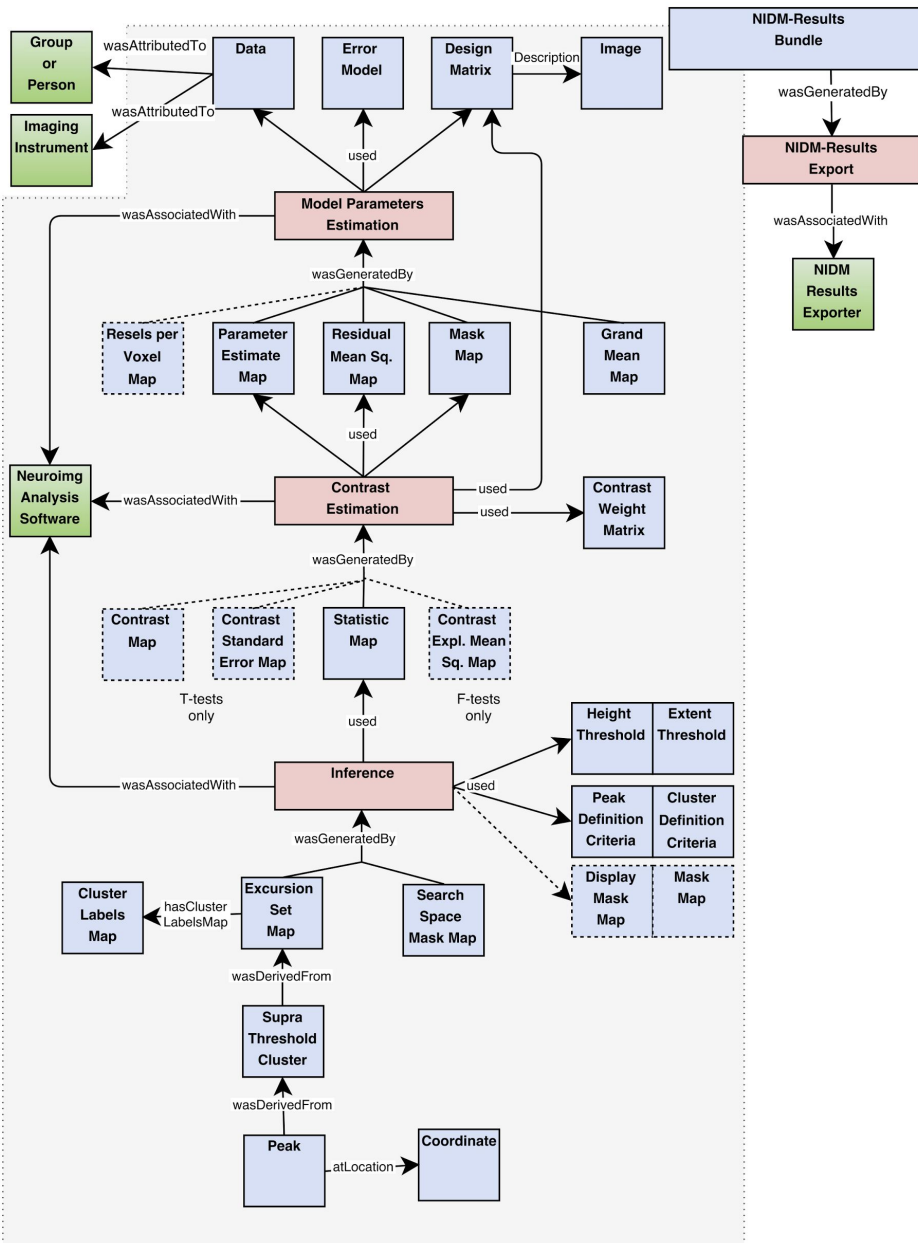 Group
or
Person
wasAttributedTo
Data
Error
Model
Design
Matrix
Description
Image
NIDM-Results
Bundle
wasAttributedTo
Imaging
Instrument
used
wasGeneratedBy
NIDM-Results
Export
wasAssociatedWith
NIDM
Results
Exporter
wasAssociatedWith
Model Parameters
Estimation
wasGeneratedBy
Resels per
Voxel
Map
Parameter
Estimate
Map
Residual
Mean Sq.
Map
Mask
Map
Grand
Mean
Map
used
Neuroimg
Analysis
Software
wasAssociatedWith
Contrast
Estimation
used
used
Contrast
Weight
Matrix
wasGeneratedBy
Contrast
Map
Contrast
Standard
Error Map
Statistic
Map
Contrast
Expl. Mean
Sq. Map
T-tests
only
F-tests
only
used
Height
Threshold
Extent
Threshold
wasAssociatedWith
Inference
used
Peak
Definition
Criteria
Cluster
Definition
Criteria
Display
Mask
Map
Mask
Map
wasGeneratedBy
Cluster
Labels
Map
hasCluster
LabelsMap
Excursion
Set
Map
Search
Space
Mask Map
wasDerivedFrom
Supra
Threshold
Cluster
wasDerivedFrom
Peak
atLocation
Coordinate